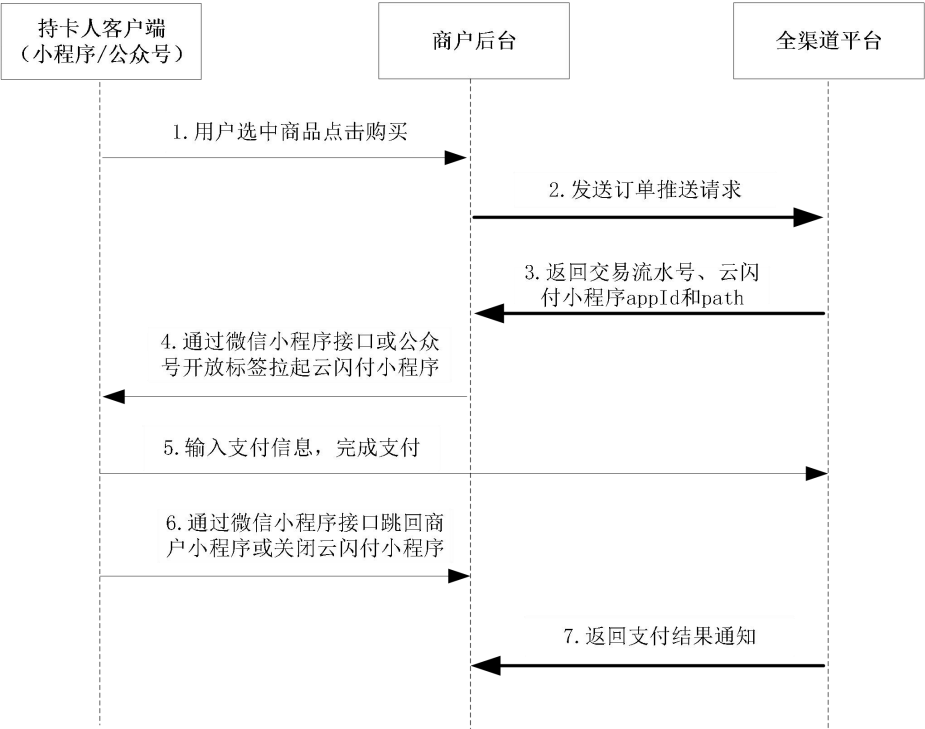 持卡人客户端
（小程序/公众号）
商户后台
全渠道平台
1.用户选中商品点击购买
2.发送订单推送请求
3.返回交易流水号、云闪
付小程序appId和path
4.通过微信小程序接口或公众
号开放标签拉起云闪付小程序
5.输入支付信息，完成支付
6.通过微信小程序接口跳回商
户小程序或关闭云闪付小程序
7.返回支付结果通知